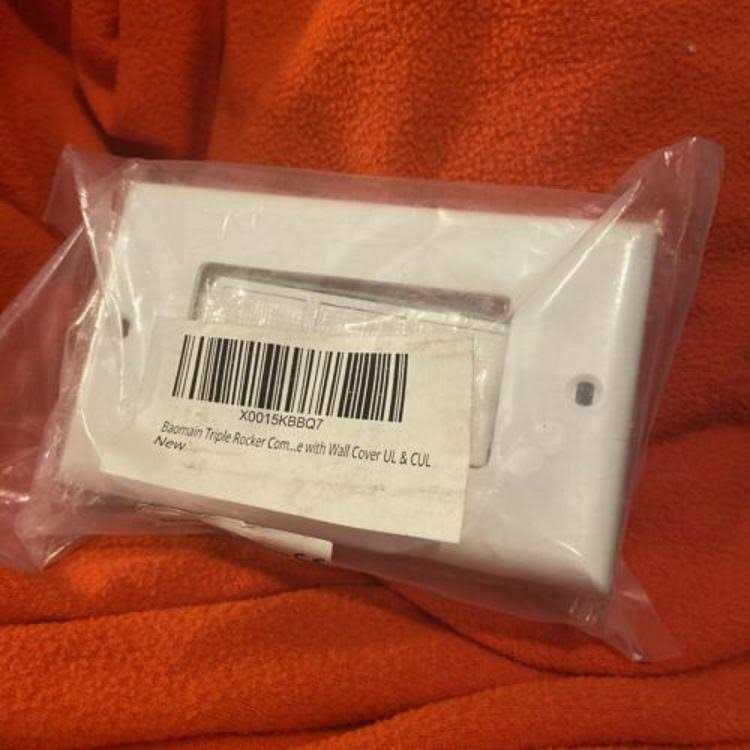 X0015KBBQ7
Baomain Triple Rocker Com...e with Wall Cover UL & CUL
New